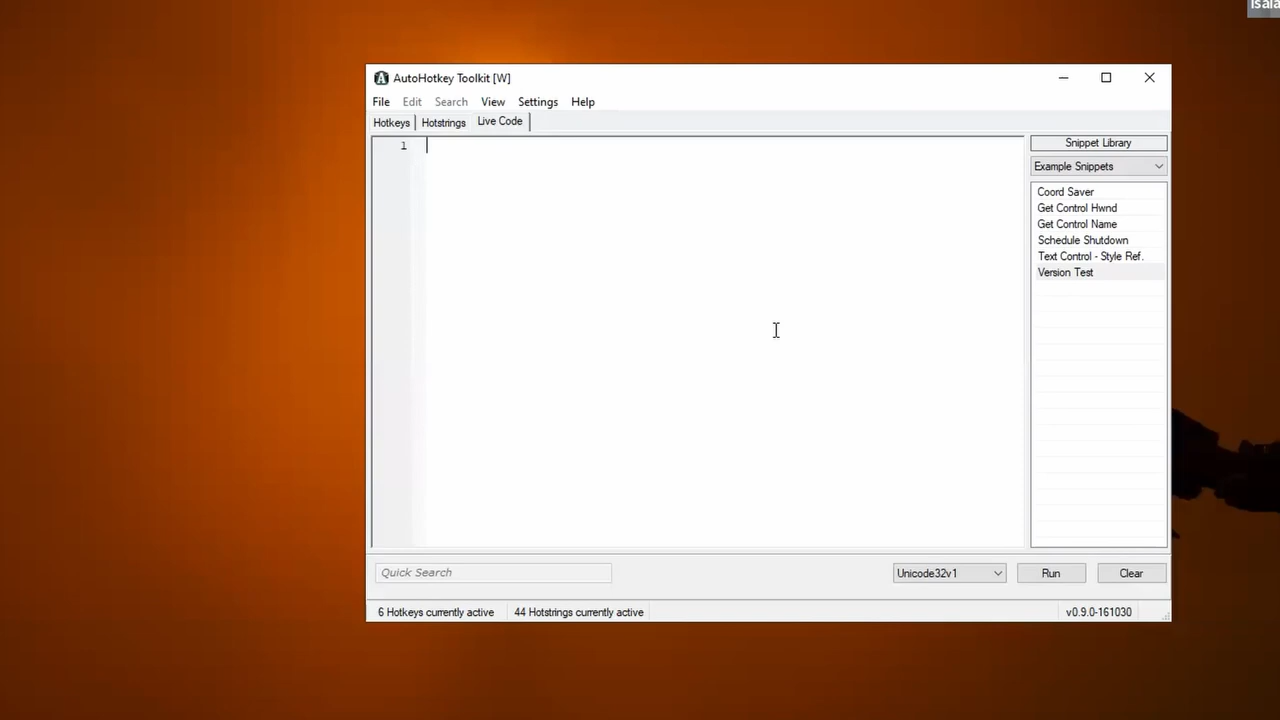 AutoHotkey Toolkit [W]
File Edit Search View Settings Help
Hotkeys Hotstrings Live Code
1
Snippet Library
Example Snippets
Coord Saver
Get Control Hwnd
Get Control Name
Schedule Shutdown
Text Control - Style Ref.
Version Test
Quick Search
Unicode32v1
Run
Clear
6 Hotkeys currently active
44 Hotstrings currently active
v0.9.0-161030